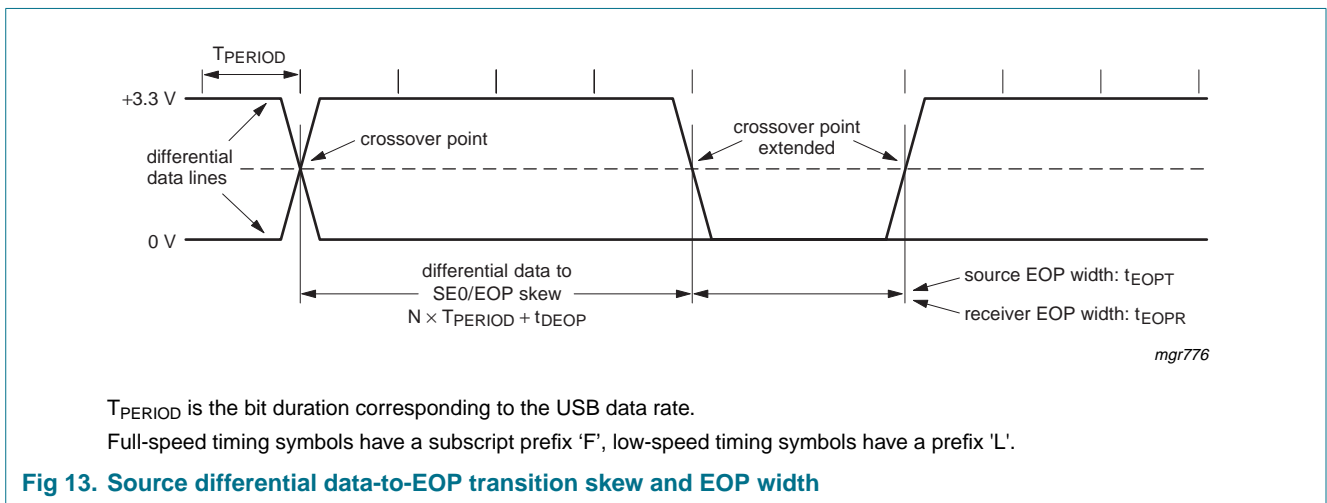 TPERIOD
+3.3 V
crossover point
crossover point
extended
differential
data lines
0 V
differential data to
SE0/EOP skew
N × TPERIOD + tDEOP
source EOP width: tEOPT
receiver EOP width: tEOPR
mgr776
TPERIOD is the bit duration corresponding to the USB data rate.
Full-speed timing symbols have a subscript prefix ‘F’, low-speed timing symbols have a prefix 'L'.
Fig 13. Source differential data-to-EOP transition skew and EOP width